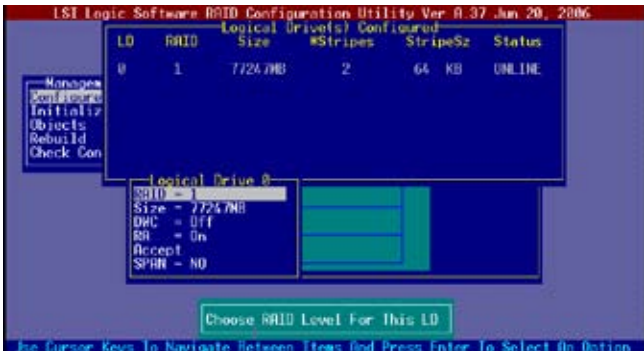 LSI Logic Software RAID Configuration Utility Ver A.37 Jun 20, 2006
Logical Drive(s) Configured
LD RAID Size #Stripes StripeSz Status
0 1 77247MB 2 64 KB ONLINE
Managem
Configure
Initializ
Objects
Rebuild
Check Con
Logical Drive 0
RAID = 1
Size = 77247MB
DWC = Off
RA = On
Accept
SPAN = NO
Choose RAID Level For This LD
Use Cursor Keys To Navigate Between Items And Press Enter To Select An Option